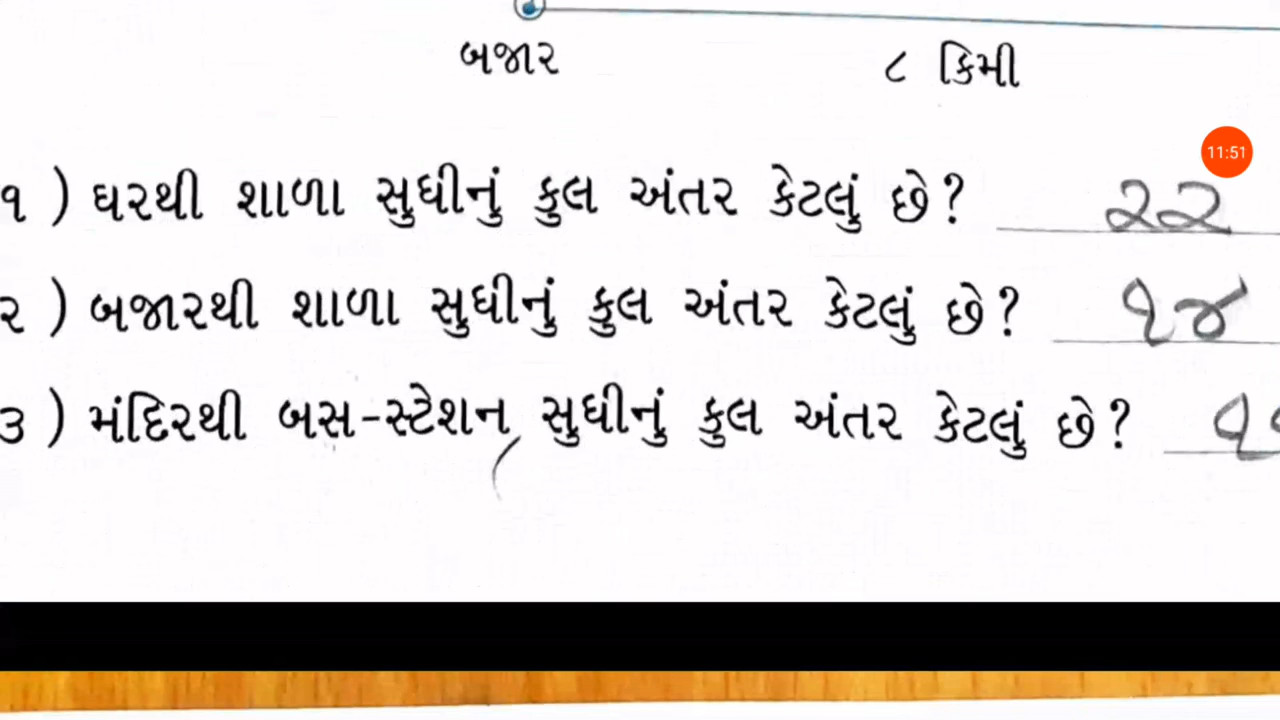 બજાર ૮ કિમી
11:51
૧ ) ઘરથી શાળા સુધીનું કુલ અંતર કેટલું છે? ૨૨
૨ ) બજારથી શાળા સુધીનું કુલ અંતર કેટલું છે? ૧૪
૩ ) મંદિરથી બસ-સ્ટેશન સુધીનું કુલ અંતર કેટલું છે?